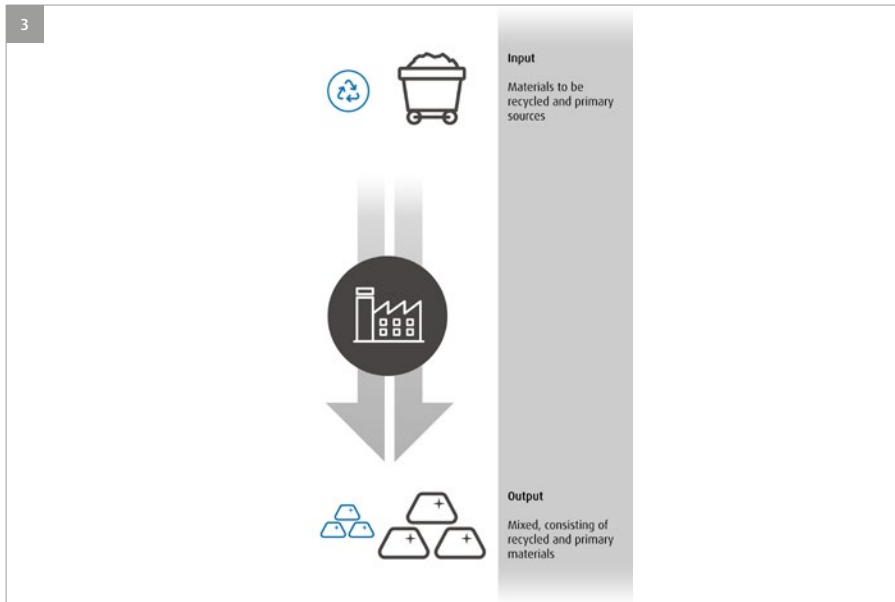 3
Input
Materials to be
recycled and primary
sources
Output
Mixed, consisting of
recycled and primary
materials